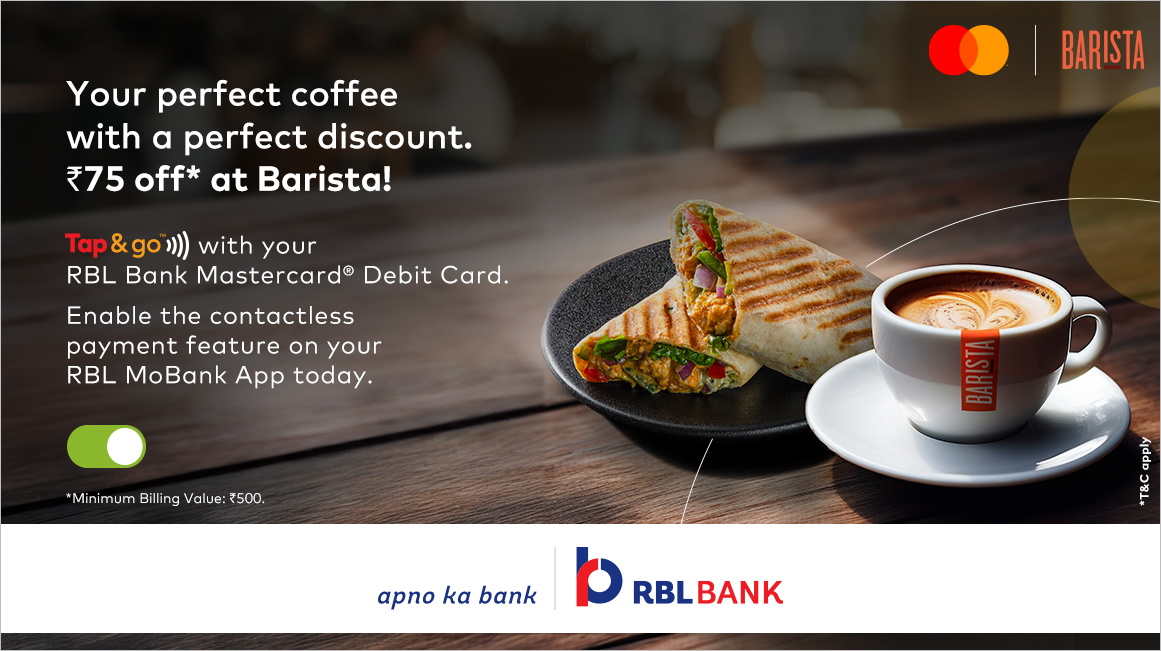 BARISTA
Your perfect coffee
with a perfect discount.
₹75 off* at Barista!
Tap & go™ with your
RBL Bank Mastercard® Debit Card.
Enable the contactless
payment feature on your
RBL MoBank App today.
BARISTA
*Minimum Billing Value: ₹500.
*T&C apply
apno ka bank
RBL BANK